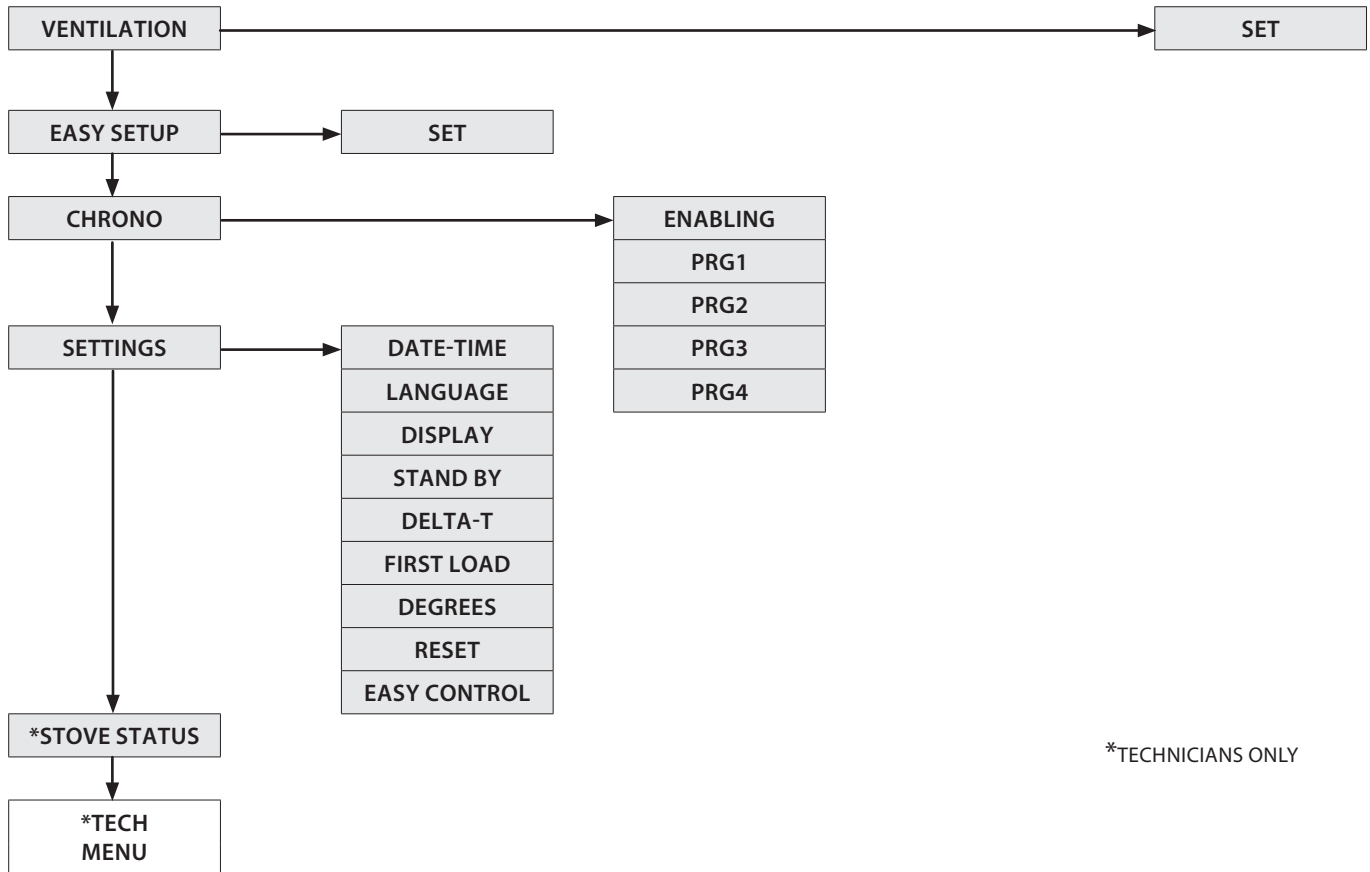 VENTILATION
SET
EASY SETUP
SET
CHRONO
ENABLING
PRG1
PRG2
PRG3
PRG4
SETTINGS
DATE-TIME
LANGUAGE
DISPLAY
STAND BY
DELTA-T
FIRST LOAD
DEGREES
RESET
EASY CONTROL
*STOVE STATUS
*TECH
MENU
*TECHNICIANS ONLY